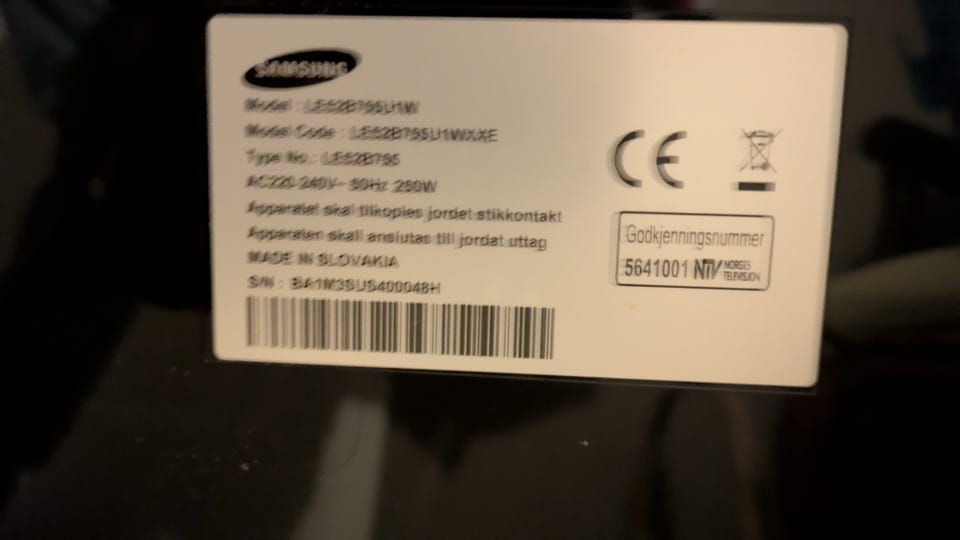 SAMSUNG
Model : LE52B755U1W
Model Code : LE52B755U1WXXE
Type No. : LE52B755
AC220-240V~ 50Hz 250W
Apparatet skal tilkoples jordet stikkontakt
Apparaten skall anslutas till jordat uttag
MADE IN SLOVAKIA
S/N :
CE
Godkjenningsnummer
5641001 NTV NORGES
TELEVISJON